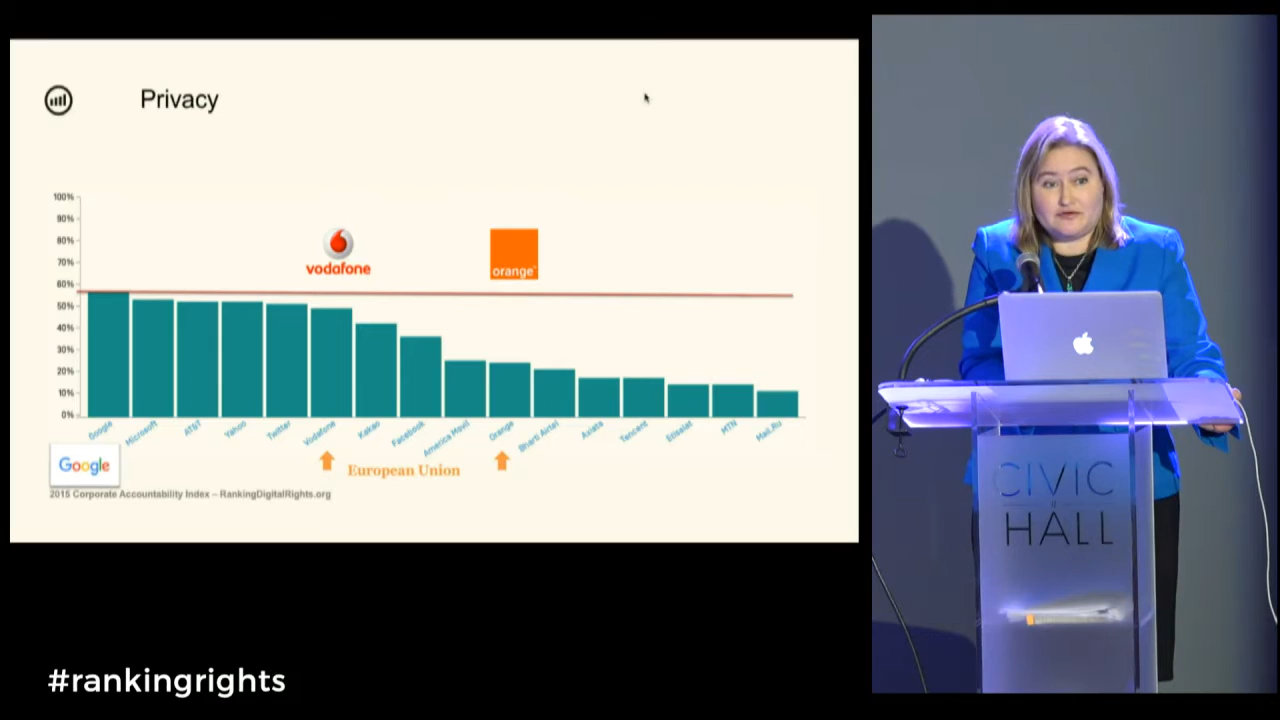 Privacy
100%
90%
80%
70%
60%
50%
40%
30%
20%
10%
0%
vodafone
orange
Google
Microsoft
AT&T
Yahoo
Twitter
Vodafone
Kakao
Facebook
America Movil
Orange
Bharti Airtel
Axiata
Tencent
Etisalat
MTN
Mail.Ru
European Union
Google
2015 Corporate Accountability Index – RankingDigitalRights.org
CIVIC
HALL
#rankingrights